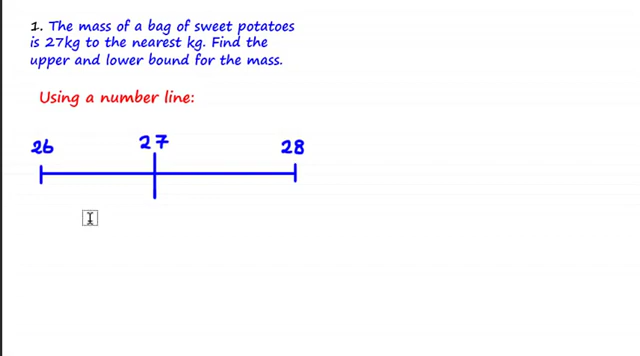 1. The mass of a bag of sweet potatoes
is 27kg to the nearest kg. Find the
upper and lower bound for the mass.
Using a number line:
26 27 28